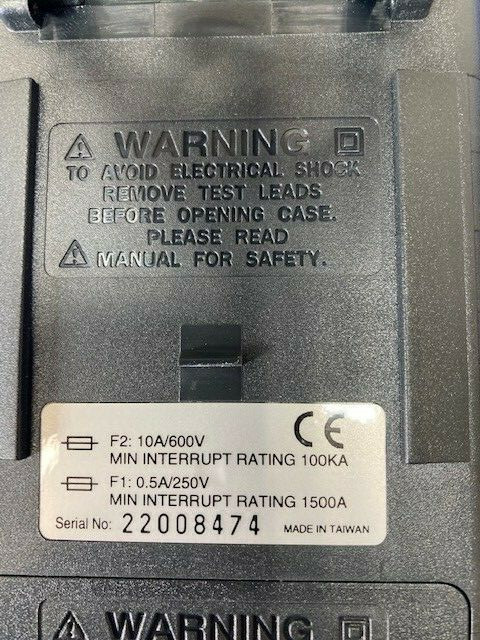 WARNING
TO AVOID ELECTRICAL SHOCK
REMOVE TEST LEADS
BEFORE OPENING CASE.
PLEASE READ
MANUAL FOR SAFETY.
CE
F2: 10A/600V
MIN INTERRUPT RATING 100KA
F1: 0.5A/250V
MIN INTERRUPT RATING 1500A
Serial No: 22008474 MADE IN TAIWAN
WARNING